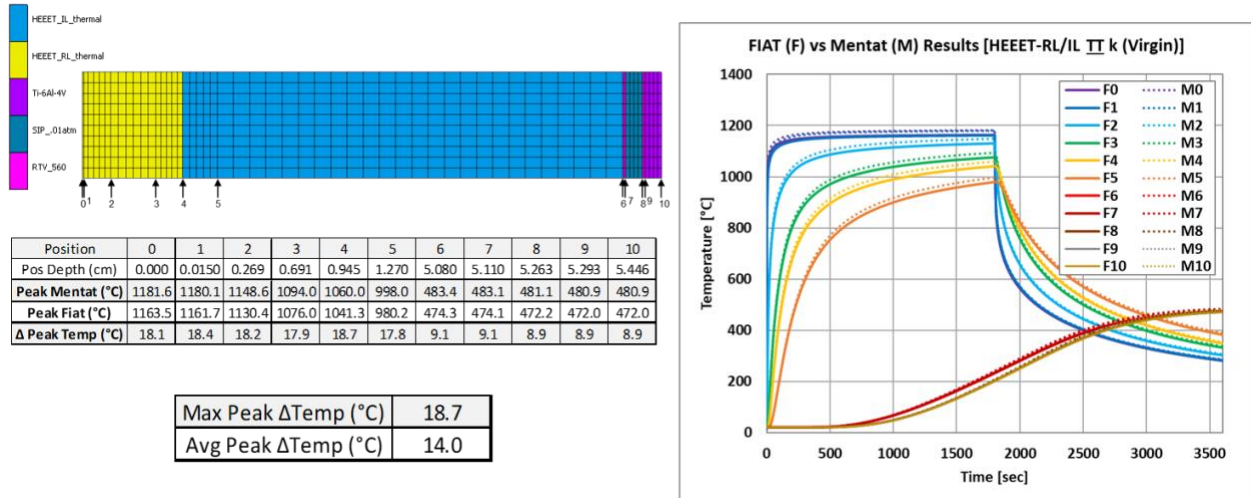 HEEET_IL_thermal
HEEET_RL_thermal
Ti-6Al-4V
SIP_.01atm
RTV_560
0 1 2 3 4 5 6 7 8 9 10
Position 0 1 2 3 4 5 6 7 8 9 10
Pos Depth (cm) 0.000 0.0150 0.269 0.691 0.945 1.270 5.080 5.110 5.263 5.293 5.446
Peak Mentat (°C) 1181.6 1180.1 1148.6 1094.0 1060.0 998.0 483.4 483.1 481.1 480.9 480.9
Peak Fiat (°C) 1163.5 1161.7 1130.4 1076.0 1041.3 980.2 474.3 474.1 472.2 472.0 472.0
Δ Peak Temp (°C) 18.1 18.4 18.2 17.9 18.7 17.8 9.1 9.1 8.9 8.9 8.9
Max Peak ΔTemp (°C) 18.7
Avg Peak ΔTemp (°C) 14.0
FIAT (F) vs Mentat (M) Results [HEEET-RL/IL TT k (Virgin)]
Temperature [°C]
1400
1200
1000
800
600
400
200
0
F0 M0
F1 M1
F2 M2
F3 M3
F4 M4
F5 M5
F6 M6
F7 M7
F8 M8
F9 M9
F10 M10
0 500 1000 1500 2000 2500 3000 3500
Time [sec]